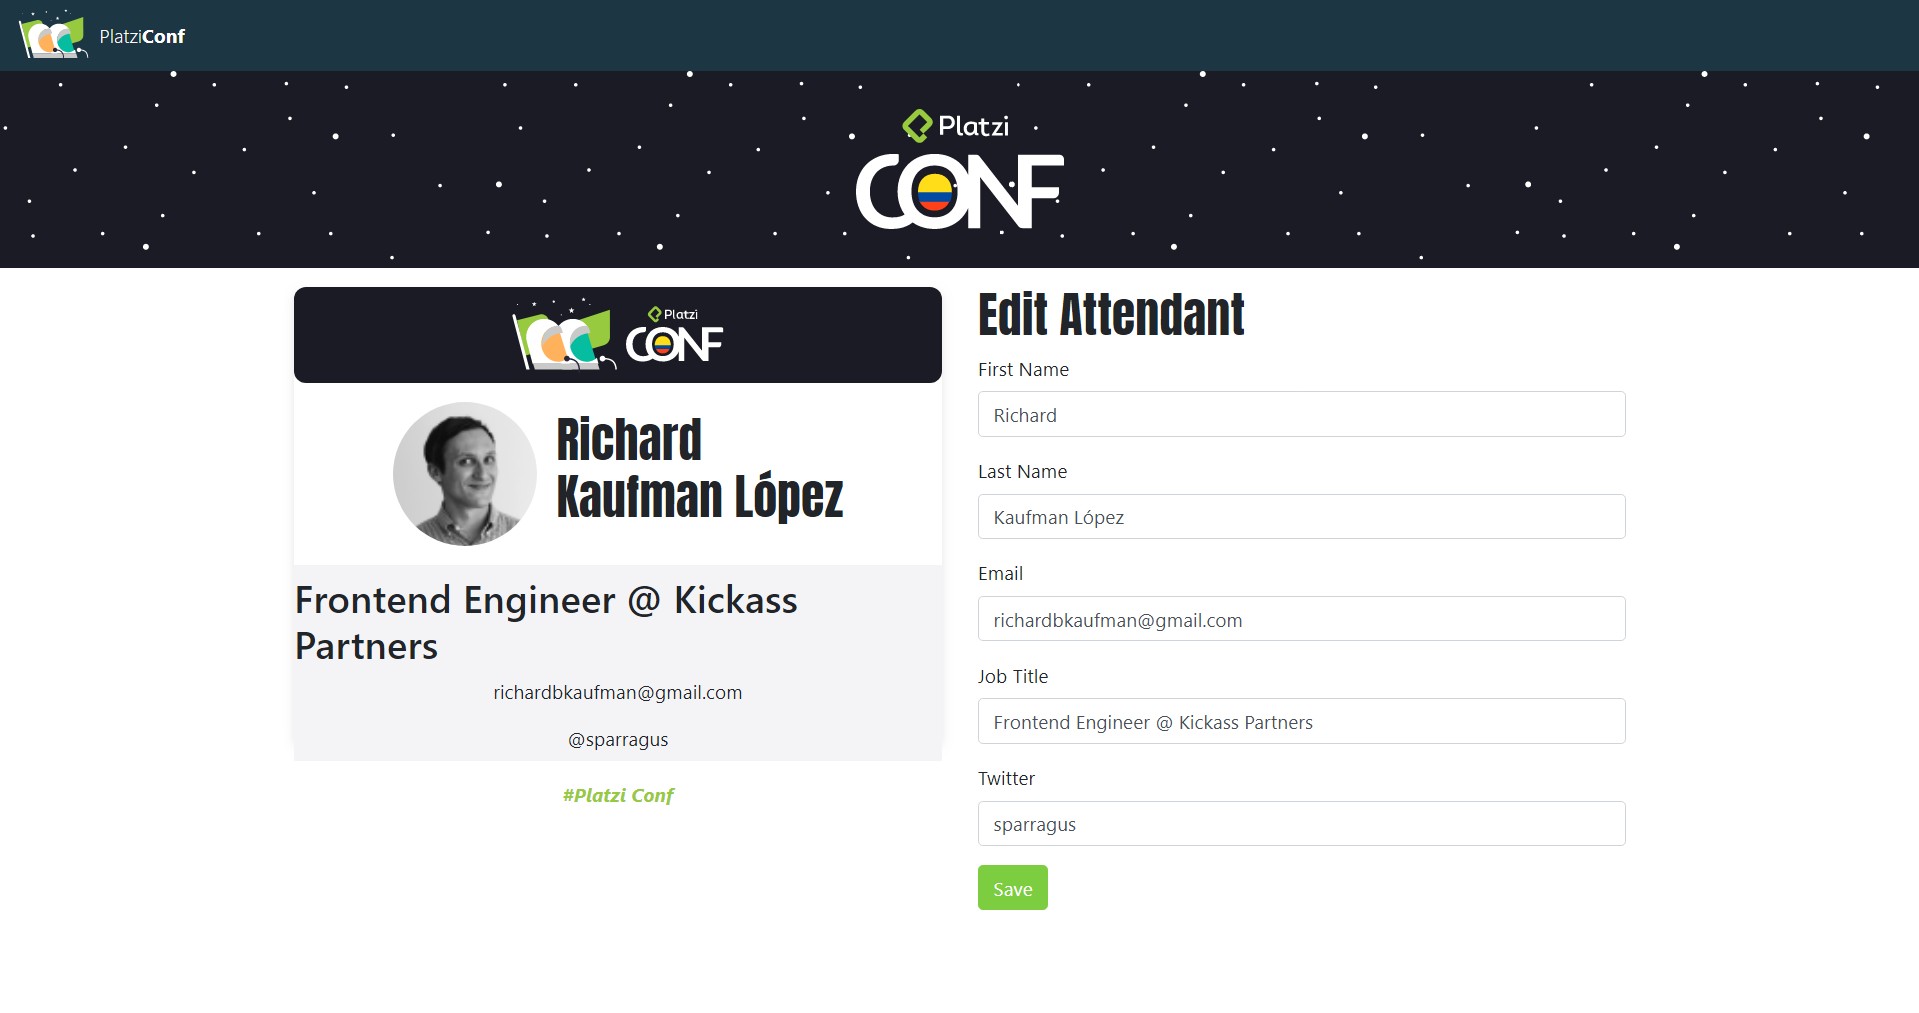 PlatziConf
Platzi
CONF
Platzi
CONF
Richard
Kaufman López
Frontend Engineer @ Kickass
Partners
richardbkaufman@gmail.com
@sparragus
#Platzi Conf
Edit Attendant
First Name
Richard
Last Name
Kaufman López
Email
richardbkaufman@gmail.com
Job Title
Frontend Engineer @ Kickass Partners
Twitter
sparragus
Save